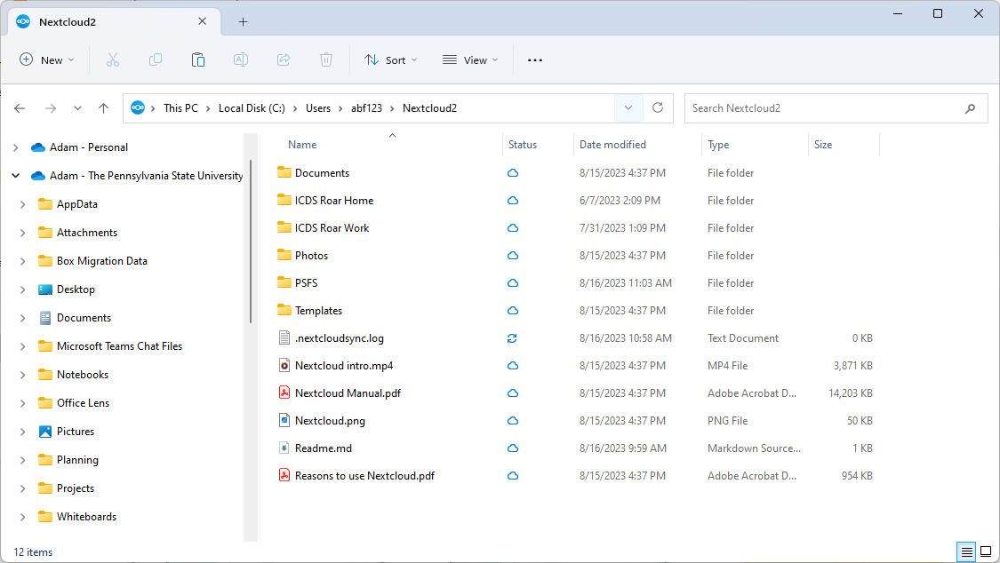 Nextcloud2
New
Sort
View
This PC > Local Disk (C:) > Users > abf123 > Nextcloud2
Search Nextcloud2
Adam - Personal
Adam - The Pennsylvania State University
AppData
Attachments
Box Migration Data
Desktop
Documents
Microsoft Teams Chat Files
Notebooks
Office Lens
Pictures
Planning
Projects
Whiteboards
Name Status Date modified Type Size
Documents 8/15/2023 4:37 PM File folder
ICDS Roar Home 6/7/2023 2:09 PM File folder
ICDS Roar Work 7/31/2023 1:09 PM File folder
Photos 8/15/2023 4:37 PM File folder
PSFS 8/16/2023 11:03 AM File folder
Templates 8/15/2023 4:37 PM File folder
.nextcloudsync.log 8/16/2023 10:58 AM Text Document 0 KB
Nextcloud intro.mp4 8/15/2023 4:37 PM MP4 File 3,871 KB
Nextcloud Manual.pdf 8/15/2023 4:37 PM Adobe Acrobat D... 14,203 KB
Nextcloud.png 8/15/2023 4:37 PM PNG File 50 KB
Readme.md 8/16/2023 9:59 AM Markdown Source... 1 KB
Reasons to use Nextcloud.pdf 8/15/2023 4:37 PM Adobe Acrobat D... 954 KB
12 items